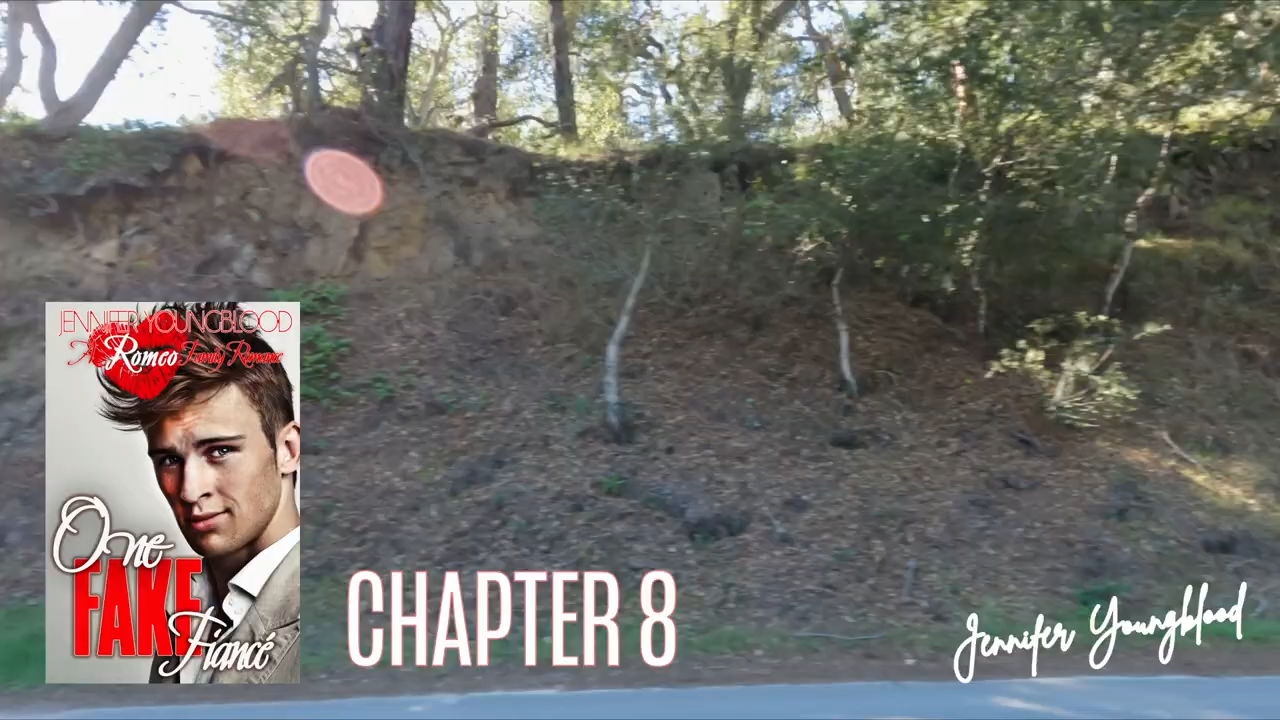 JENNIFER YOUNGBLOOD
A Romeo Family Romance
One
FAKE
Fiancé
CHAPTER 8
Jennifer Youngblood